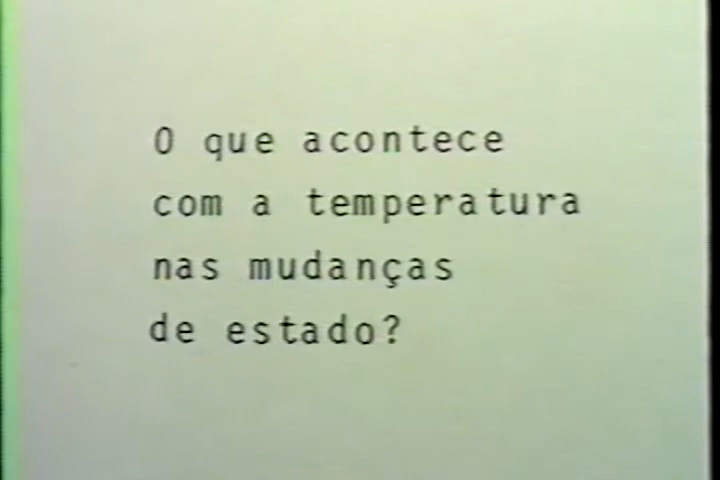 O que acontece
com a temperatura
nas mudanças
de estado?